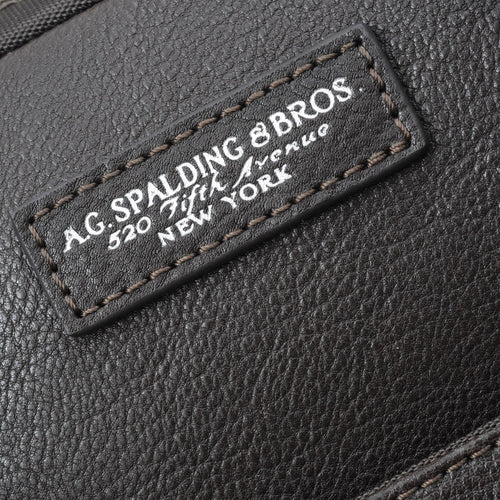 A.G. SPALDING & BROS.
520 Fifth Avenue
NEW YORK